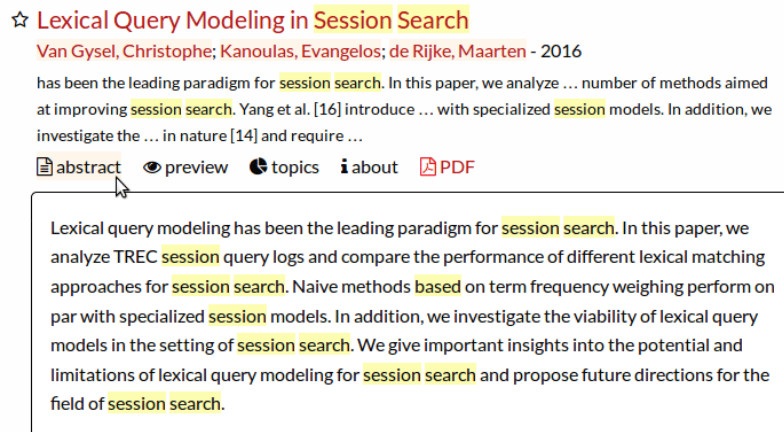 Lexical Query Modeling in Session Search
Van Gysel, Christophe; Kanoulas, Evangelos; de Rijke, Maarten - 2016
has been the leading paradigm for session search. In this paper, we analyze … number of methods aimed
at improving session search. Yang et al. [16] introduce … with specialized session models. In addition, we
investigate the … in nature [14] and require …
abstract preview topics about PDF
Lexical query modeling has been the leading paradigm for session search. In this paper, we
analyze TREC session query logs and compare the performance of different lexical matching
approaches for session search. Naive methods based on term frequency weighing perform on
par with specialized session models. In addition, we investigate the viability of lexical query
models in the setting of session search. We give important insights into the potential and
limitations of lexical query modeling for session search and propose future directions for the
field of session search.